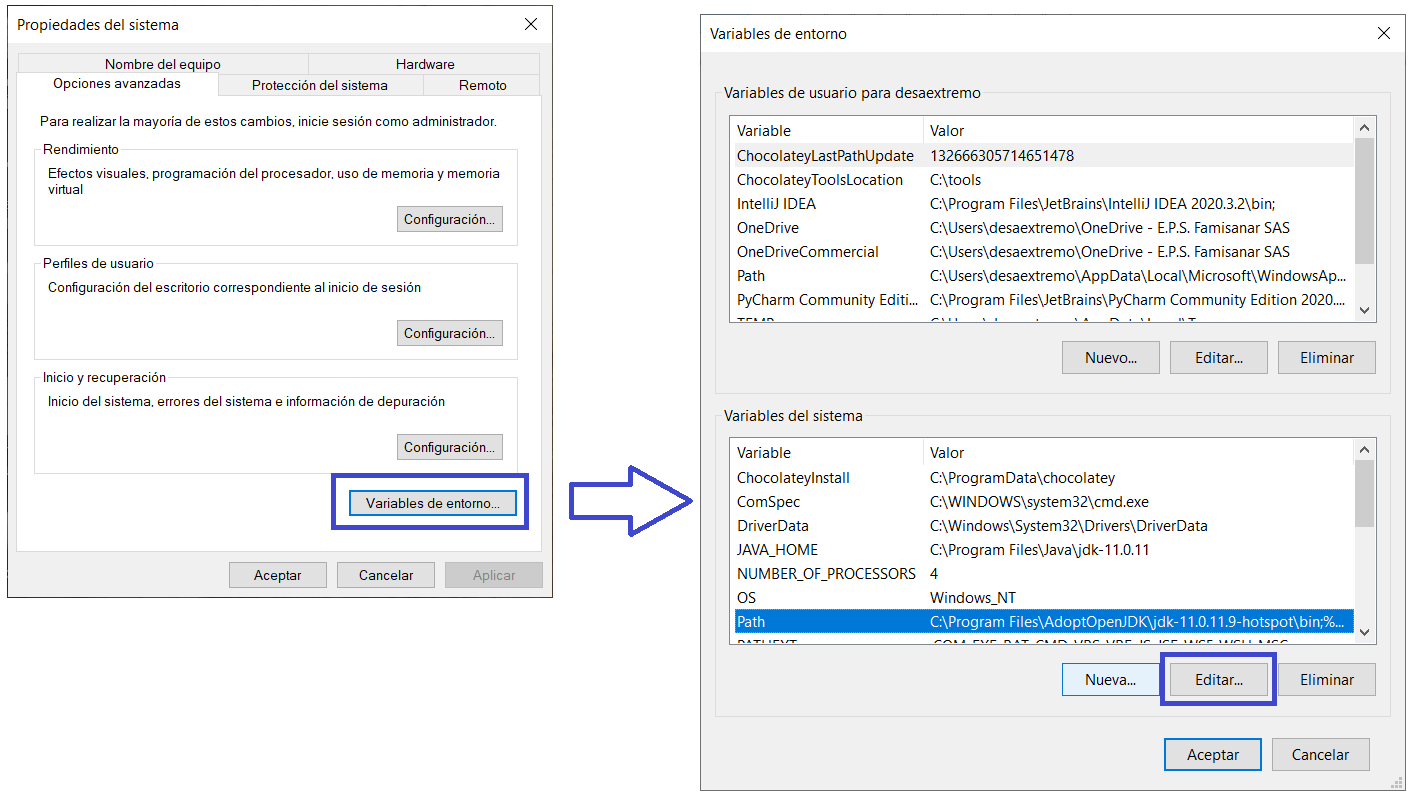 Propiedades del sistema
Nombre del equipo
Hardware
Opciones avanzadas
Protección del sistema
Remoto
Para realizar la mayoría de estos cambios, inicie sesión como administrador.
Rendimiento
Efectos visuales, programación del procesador, uso de memoria y memoria
virtual
Configuración...
Perfiles de usuario
Configuración del escritorio correspondiente al inicio de sesión
Configuración...
Inicio y recuperación
Inicio del sistema, errores del sistema e información de depuración
Configuración...
Variables de entorno...
Aceptar
Cancelar
Aplicar
Variables de entorno
Variables de usuario para desaextremo
Variable Valor
ChocolateyLastPathUpdate 132666305714651478
ChocolateyToolsLocation C:\tools
IntelliJ IDEA C:\Program Files\JetBrains\IntelliJ IDEA 2020.3.2\bin;
OneDrive C:\Users\desaextremo\OneDrive - E.P.S. Famisanar SAS
OneDriveCommercial C:\Users\desaextremo\OneDrive - E.P.S. Famisanar SAS
Path C:\Users\desaextremo\AppData\Local\Microsoft\WindowsAp...
PyCharm Community Editi... C:\Program Files\JetBrains\PyCharm Community Edition 2020....
Nuevo...
Editar...
Eliminar
Variables del sistema
Variable Valor
ChocolateyInstall C:\ProgramData\chocolatey
ComSpec C:\WINDOWS\system32\cmd.exe
DriverData C:\Windows\System32\Drivers\DriverData
JAVA_HOME C:\Program Files\Java\jdk-11.0.11
NUMBER_OF_PROCESSORS 4
OS Windows_NT
Path C:\Program Files\AdoptOpenJDK\jdk-11.0.11.9-hotspot\bin;%...
Nueva...
Editar...
Eliminar
Aceptar
Cancelar